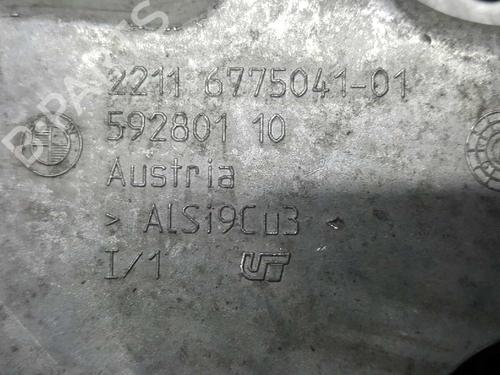 2211 6775041-01
592801 10
Austria
> ALSi9Cu3 <
I/1